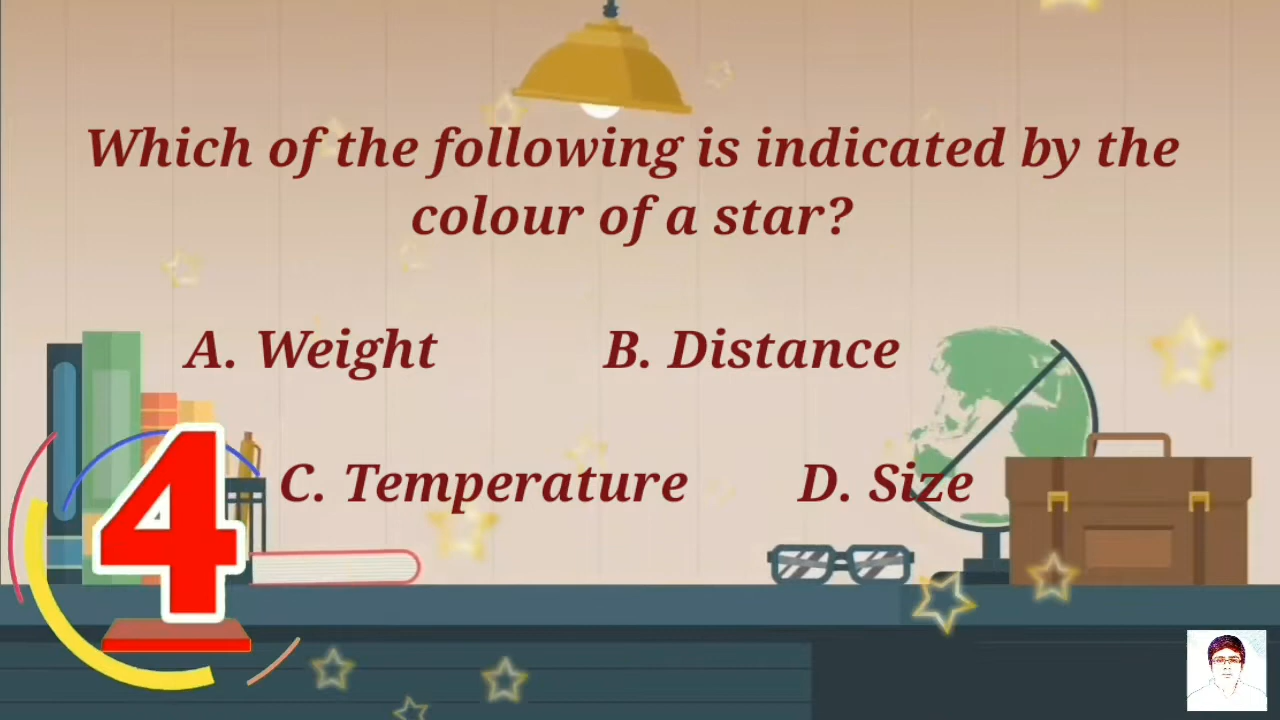 Which of the following is indicated by the
colour of a star?
A. Weight B. Distance
C. Temperature D. Size
4